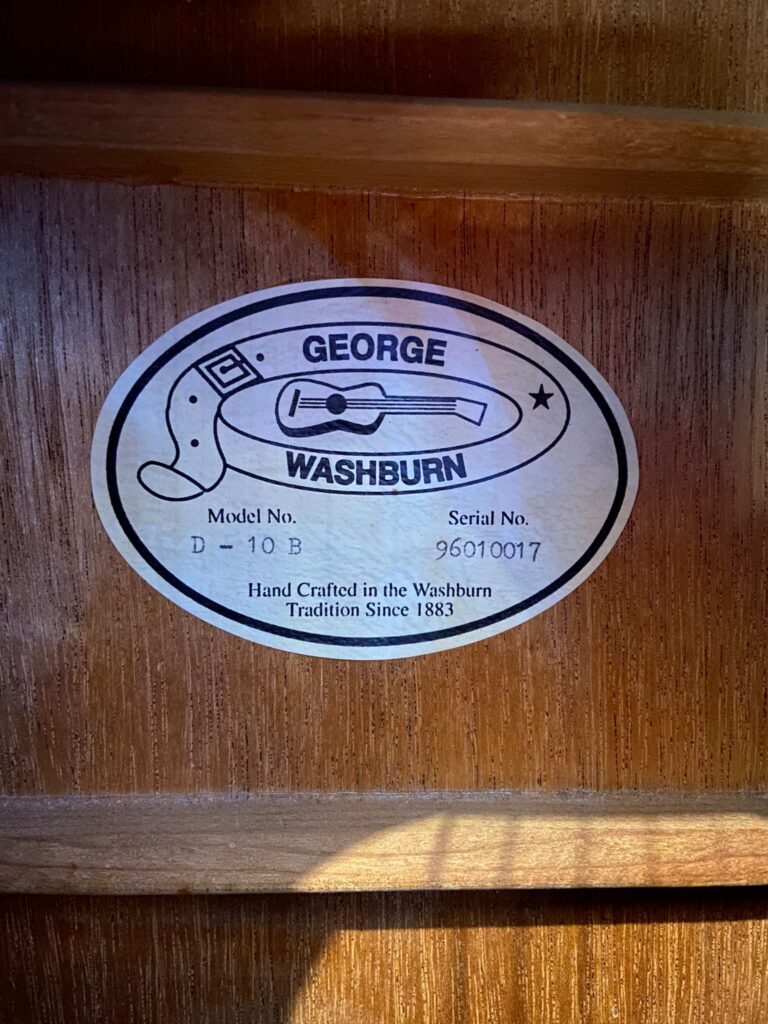 GEORGE
WASHBURN
Model No. Serial No.
D - 10 B 96010017
Hand Crafted in the Washburn
Tradition Since 1883